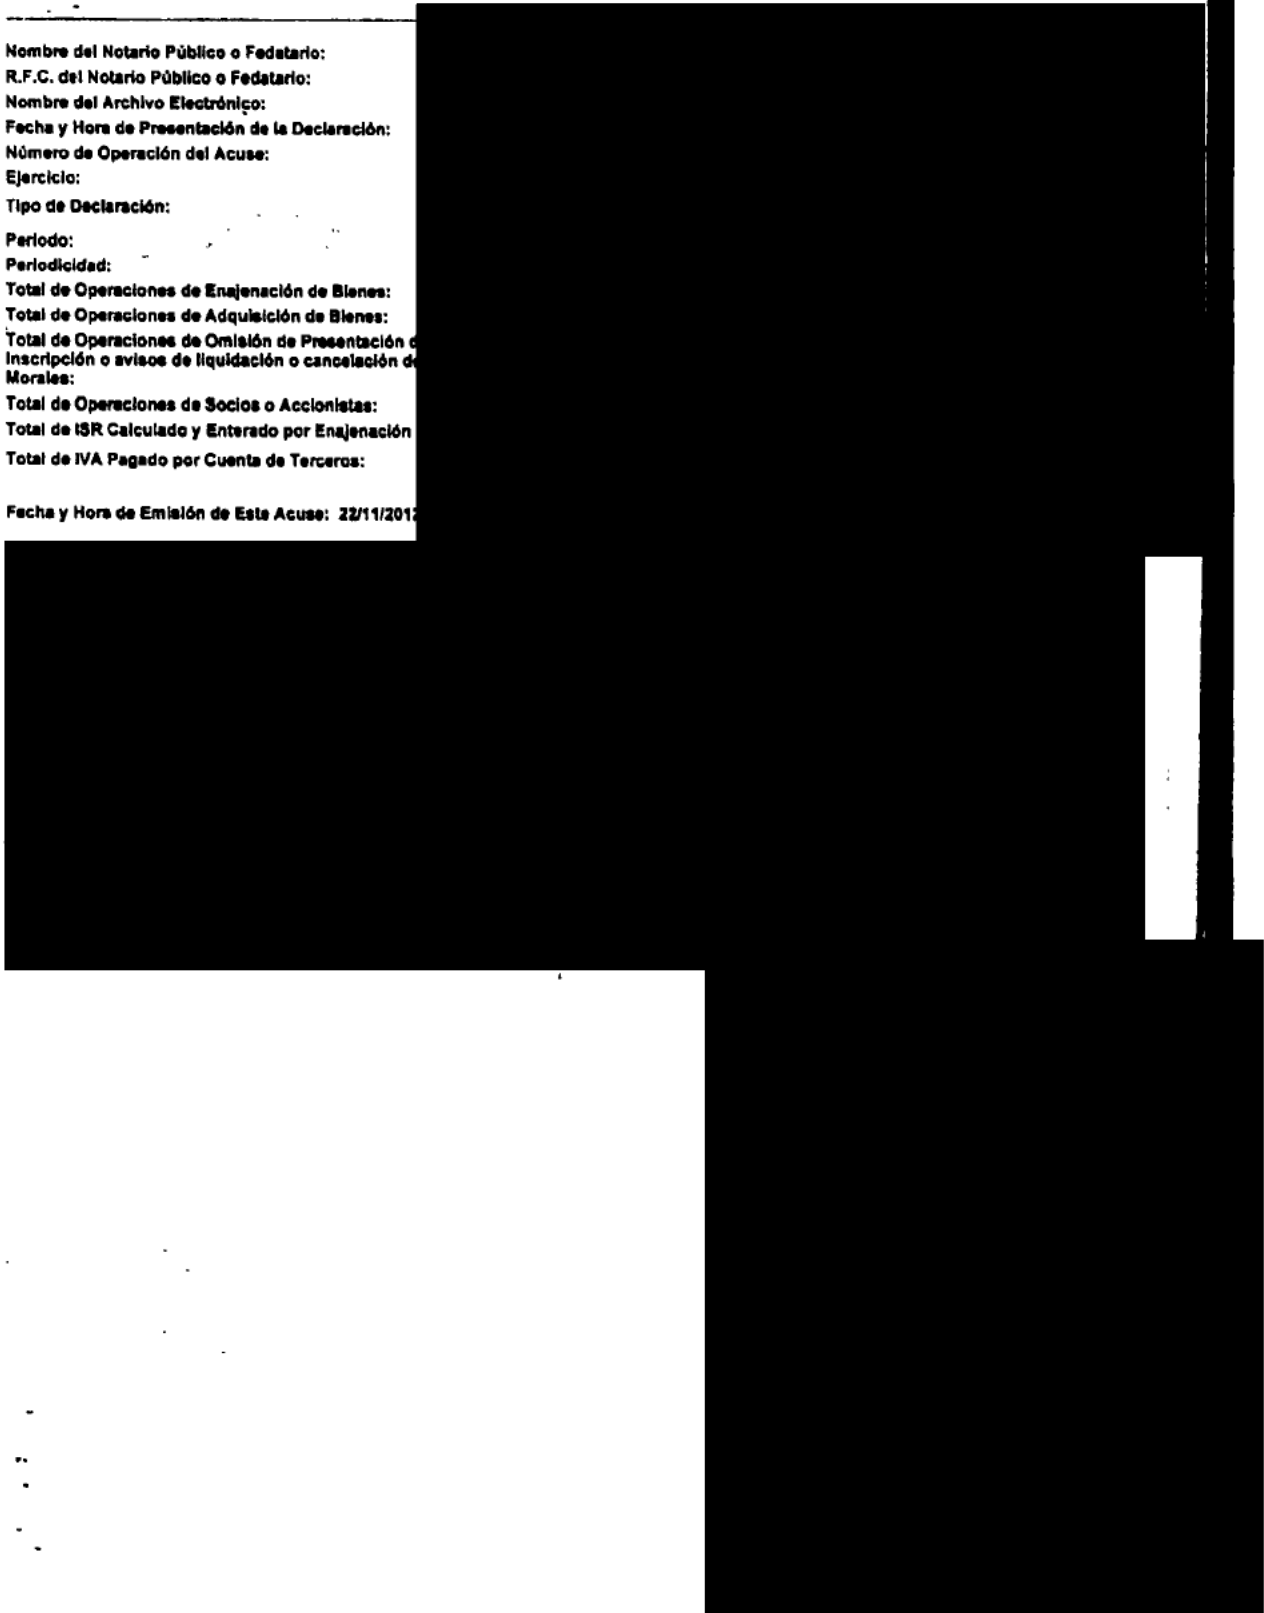 Nombre del Notario Público o Fedatario:
R.F.C. del Notario Público o Fedatario:
Nombre del Archivo Electrónico:
Fecha y Hora de Presentación de la Declaración:
Número de Operación del Acuse:
Ejercicio:
Tipo de Declaración:
Periodo:
Periodicidad:
Total de Operaciones de Enajenación de Bienes:
Total de Operaciones de Adquisición de Bienes:
Total de Operaciones de Omisión de Presentación
Inscripción o avisos de liquidación o cancelación
Morales:
Total de Operaciones de Socios o Accionistas:
Total de ISR Calculado y Enterado por Enajenación
Total de IVA Pagado por Cuenta de Terceros:
Fecha y Hora de Emisión de Este Acuse: 22/11/2012